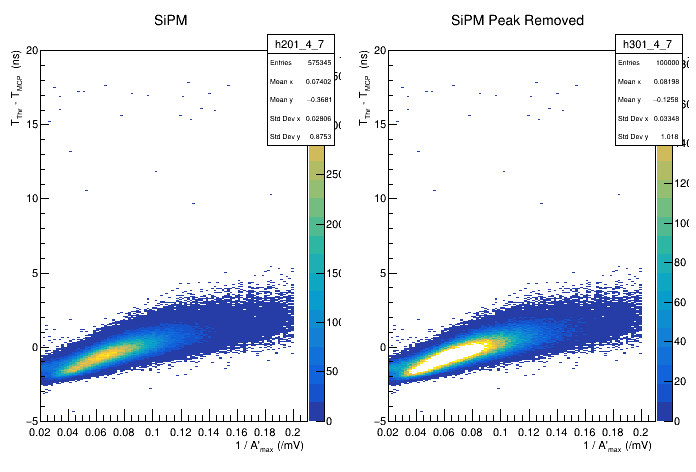 SiPM
T_Thr - T_MCP (ns)
20
15
10
5
0
−5
h201_4_7
Entries 575345
Mean x 0.07402
Mean y −0.3681
Std Dev x 0.02806
Std Dev y 0.8753
250
200
150
100
50
0
0.02 0.04 0.06 0.08 0.1 0.12 0.14 0.16 0.18 0.2
1 / A'_max (/mV)
SiPM Peak Removed
T_Thr - T_MCP (ns)
20
15
10
5
0
−5
h301_4_7
Entries 100000
Mean x 0.08198
Mean y −0.1258
Std Dev x 0.03348
Std Dev y 1.018
140
120
100
80
60
40
20
0
0.02 0.04 0.06 0.08 0.1 0.12 0.14 0.16 0.18 0.2
1 / A'_max (/mV)